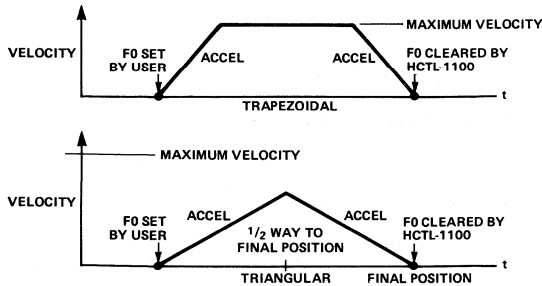 MAXIMUM VELOCITY
VELOCITY
F0 SET
BY USER
ACCEL
ACCEL
F0 CLEARED BY
HCTL-1100
t
TRAPEZOIDAL
MAXIMUM VELOCITY
VELOCITY
F0 SET
BY USER
ACCEL
1/2 WAY TO
FINAL POSITION
ACCEL
F0 CLEARED BY
HCTL-1100
t
TRIANGULAR
FINAL POSITION